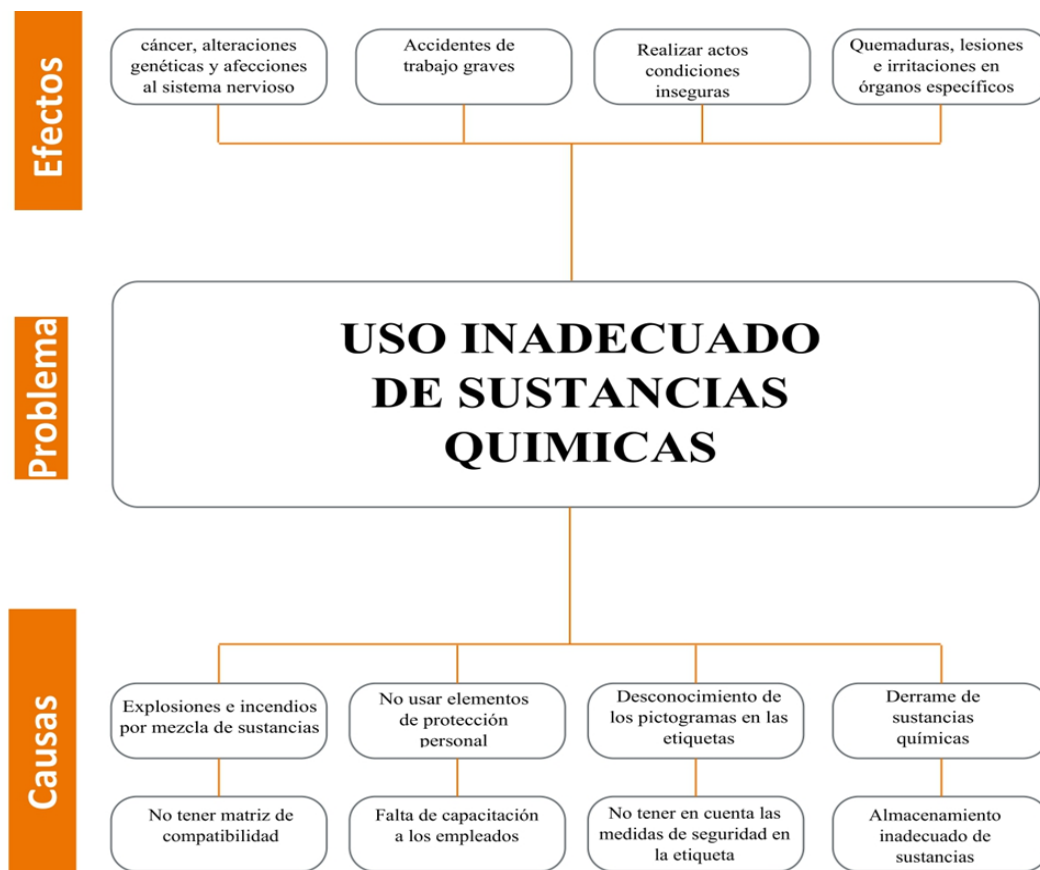 Efectos
cáncer, alteraciones
genéticas y afecciones
al sistema nervioso
Accidentes de
trabajo graves
Realizar actos
condiciones
inseguras
Quemaduras, lesiones
e irritaciones en
órganos específicos
Problema
USO INADECUADO
DE SUSTANCIAS
QUIMICAS
Causas
Explosiones e incendios
por mezcla de sustancias
No usar elementos
de protección
personal
Desconocimiento de
los pictogramas en las
etiquetas
Derrame de
sustancias
químicas
No tener matriz de
compatibilidad
Falta de capacitación
a los empleados
No tener en cuenta las
medidas de seguridad en
la etiqueta
Almacenamiento
inadecuado de
sustancias